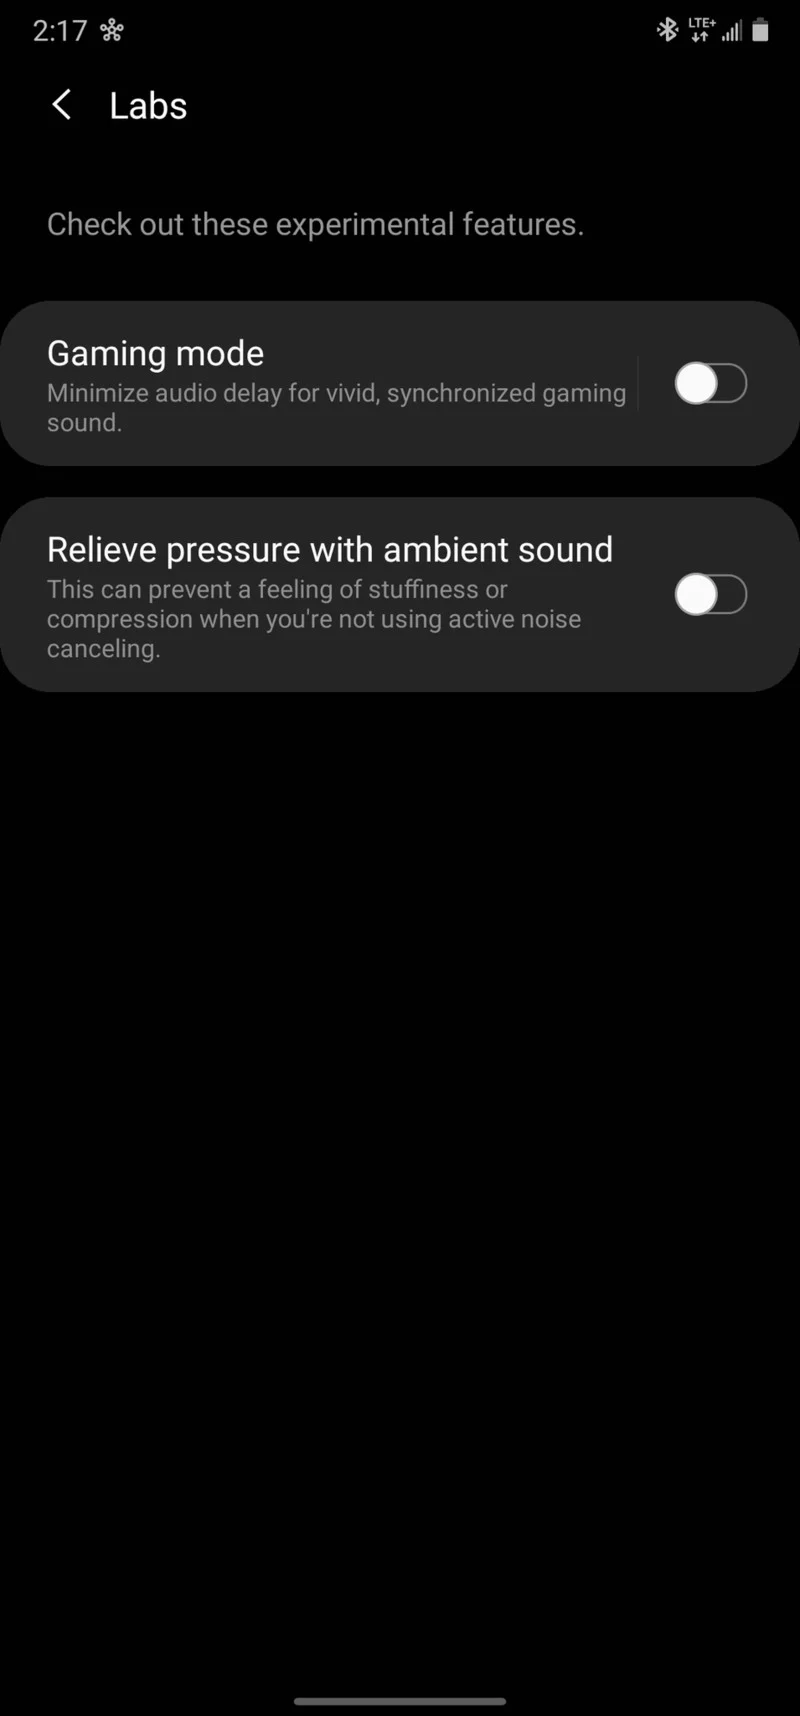 2:17
LTE+
Labs
Check out these experimental features.
Gaming mode
Minimize audio delay for vivid, synchronized gaming
sound.
Relieve pressure with ambient sound
This can prevent a feeling of stuffiness or
compression when you're not using active noise
canceling.